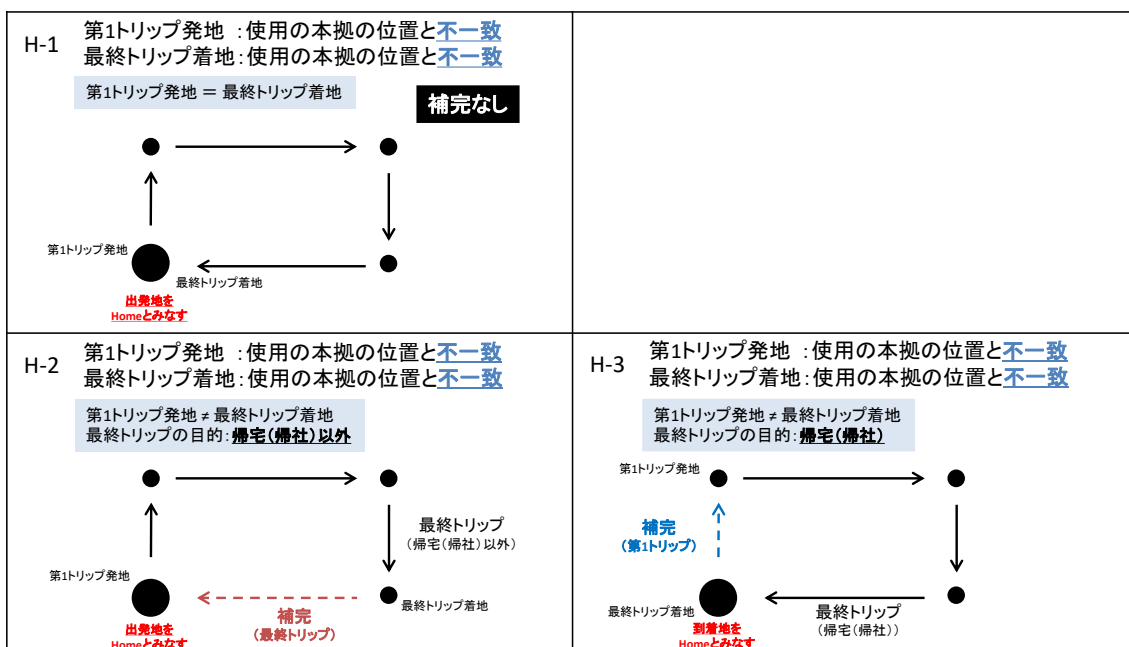 H-1
第1トリップ発地 :使用の本拠の位置と不一致
最終トリップ着地:使用の本拠の位置と不一致
第1トリップ発地 = 最終トリップ着地
補完なし
第1トリップ発地
最終トリップ着地
出発地を
Homeとみなす
H-2
第1トリップ発地 :使用の本拠の位置と不一致
最終トリップ着地:使用の本拠の位置と不一致
第1トリップ発地 ≠ 最終トリップ着地
最終トリップの目的:帰宅(帰社)以外
最終トリップ
(帰宅(帰社)以外)
第1トリップ発地
最終トリップ着地
補完
(最終トリップ)
出発地を
Homeとみなす
H-3
第1トリップ発地 :使用の本拠の位置と不一致
最終トリップ着地:使用の本拠の位置と不一致
第1トリップ発地 ≠ 最終トリップ着地
最終トリップの目的:帰宅(帰社)
第1トリップ発地
補完
(第1トリップ)
最終トリップ着地
最終トリップ
(帰宅(帰社))
到着地を
Homeとみなす